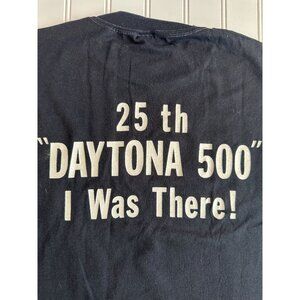 25 th
"DAYTONA 500"
I Was There!